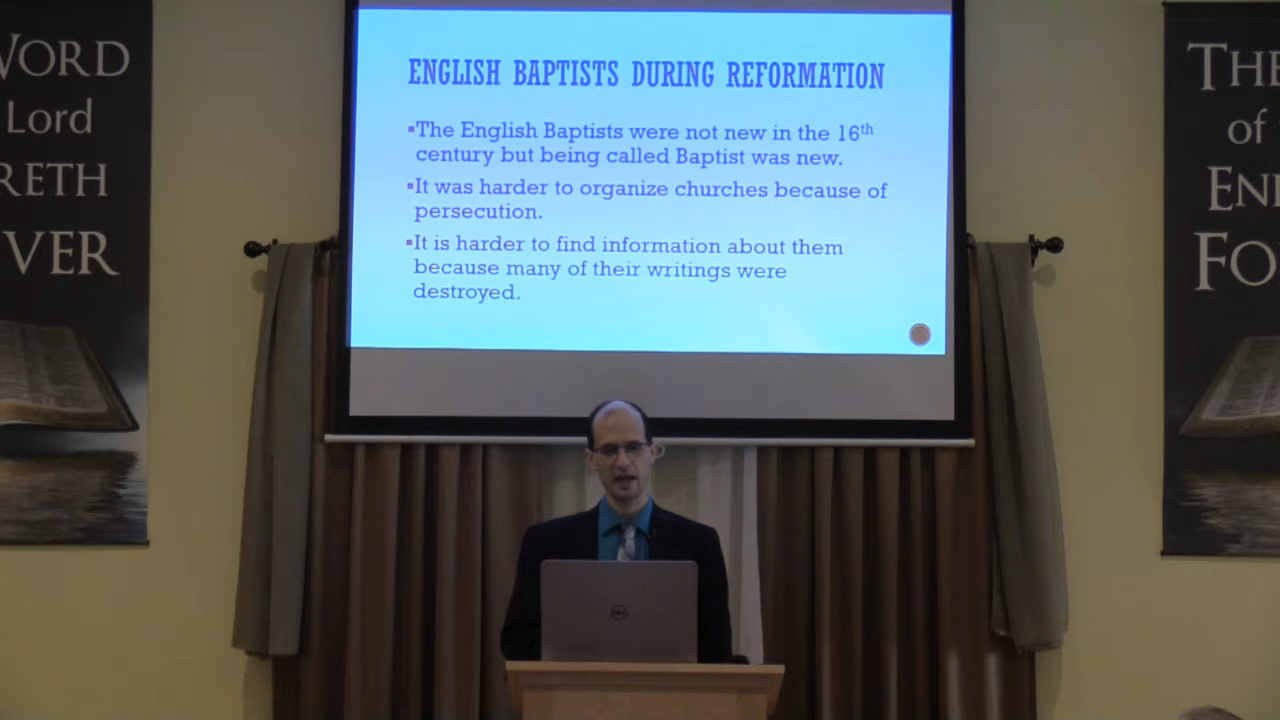 ENGLISH BAPTISTS DURING REFORMATION
▪The English Baptists were not new in the 16th
century but being called Baptist was new.
▪It was harder to organize churches because of
persecution.
▪It is harder to find information about them
because many of their writings were
destroyed.
WORD
Lord
RETH
VER
THE
of
EN
FO
DELL